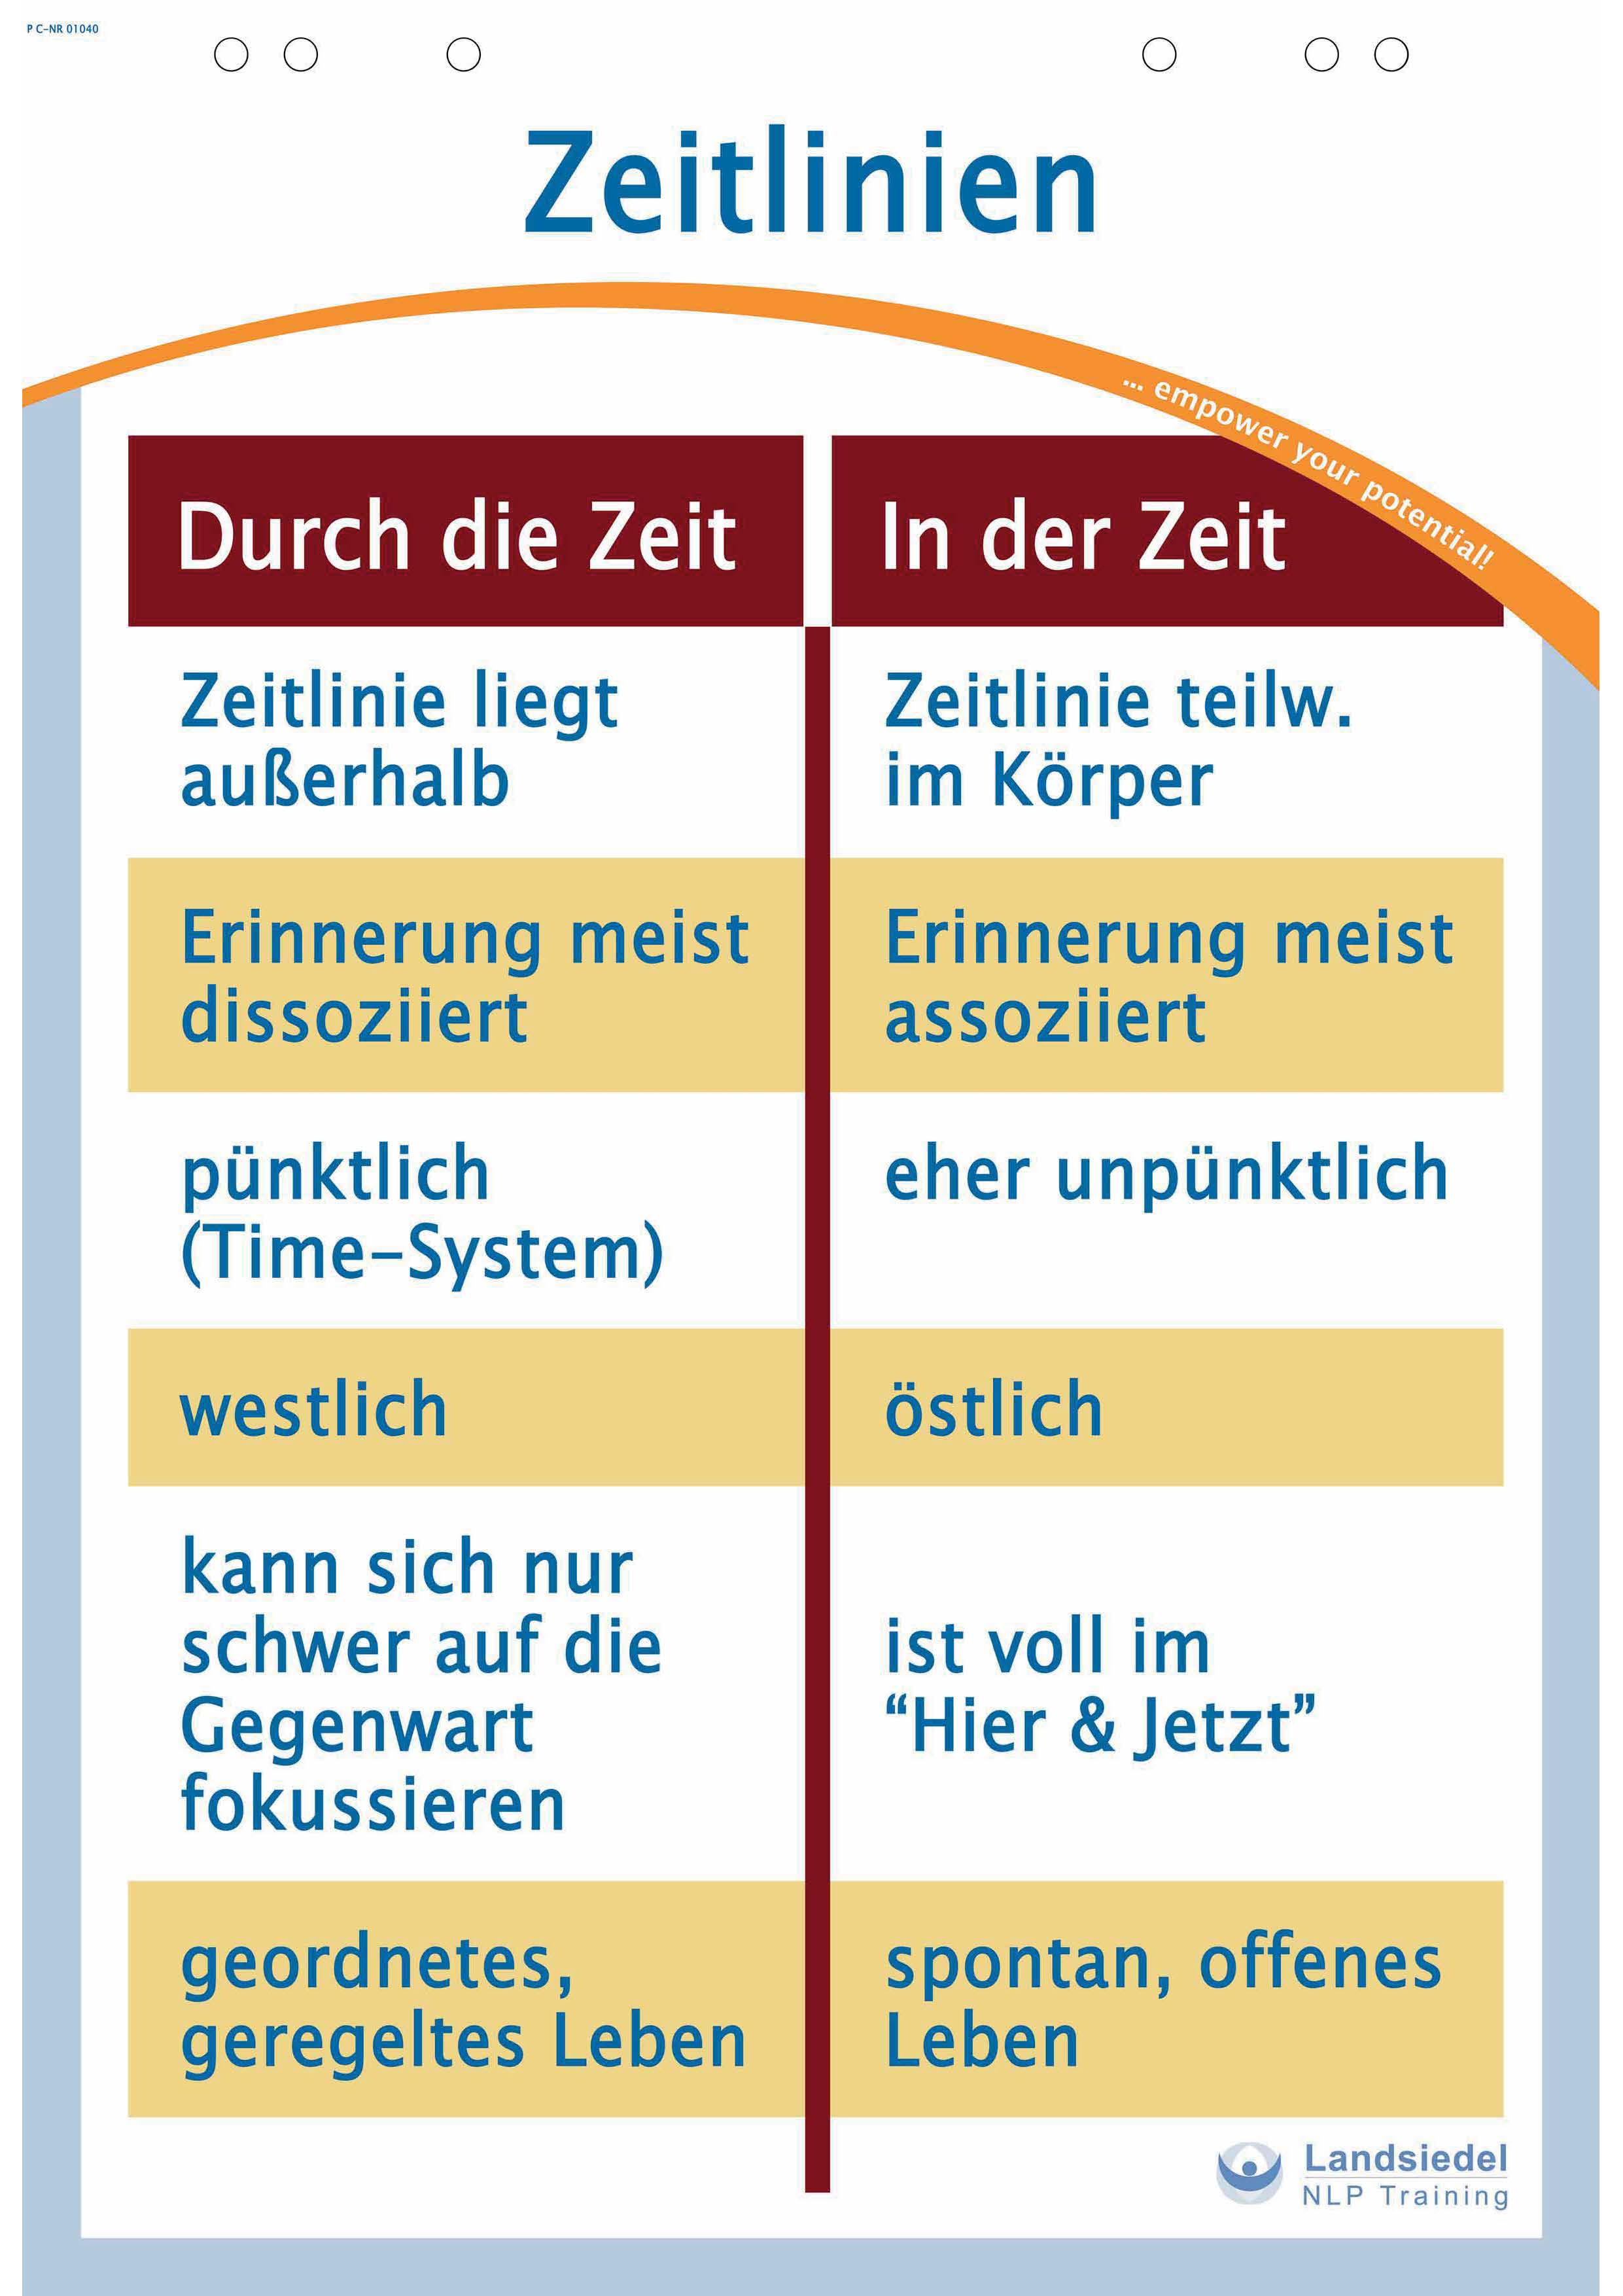 P C-NR 01040
Zeitlinien
... empower your potential!
Durch die Zeit
In der Zeit
Zeitlinie liegt
außerhalb
Zeitlinie teilw.
im Körper
Erinnerung meist
dissoziiert
Erinnerung meist
assoziiert
pünktlich
(Time-System)
eher unpünktlich
westlich
östlich
kann sich nur
schwer auf die
Gegenwart
fokussieren
ist voll im
“Hier & Jetzt”
geordnetes,
geregeltes Leben
spontan, offenes
Leben
Landsiedel
NLP Training